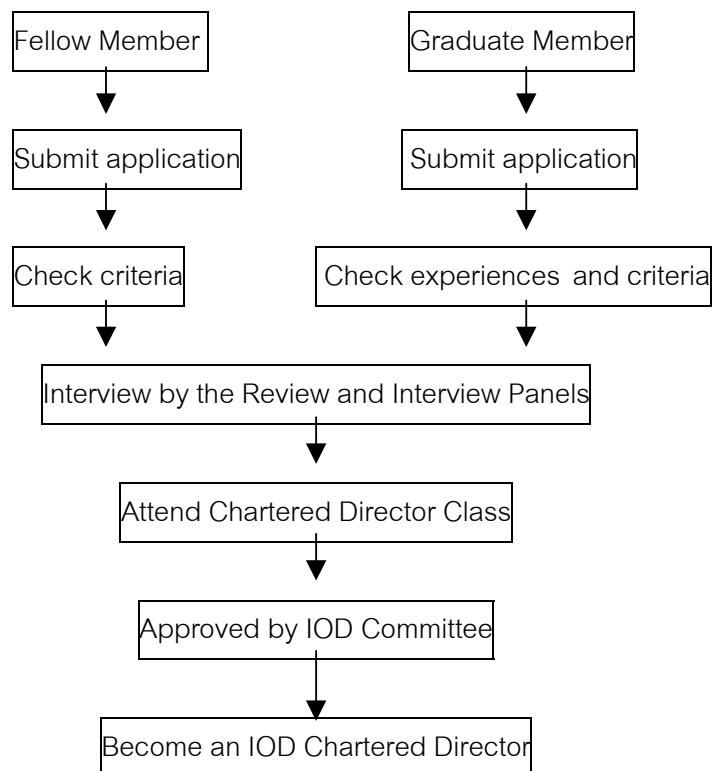 Fellow Member
Graduate Member
Submit application
Submit application
Check criteria
Check experiences and criteria
Interview by the Review and Interview Panels
Attend Chartered Director Class
Approved by IOD Committee
Become an IOD Chartered Director